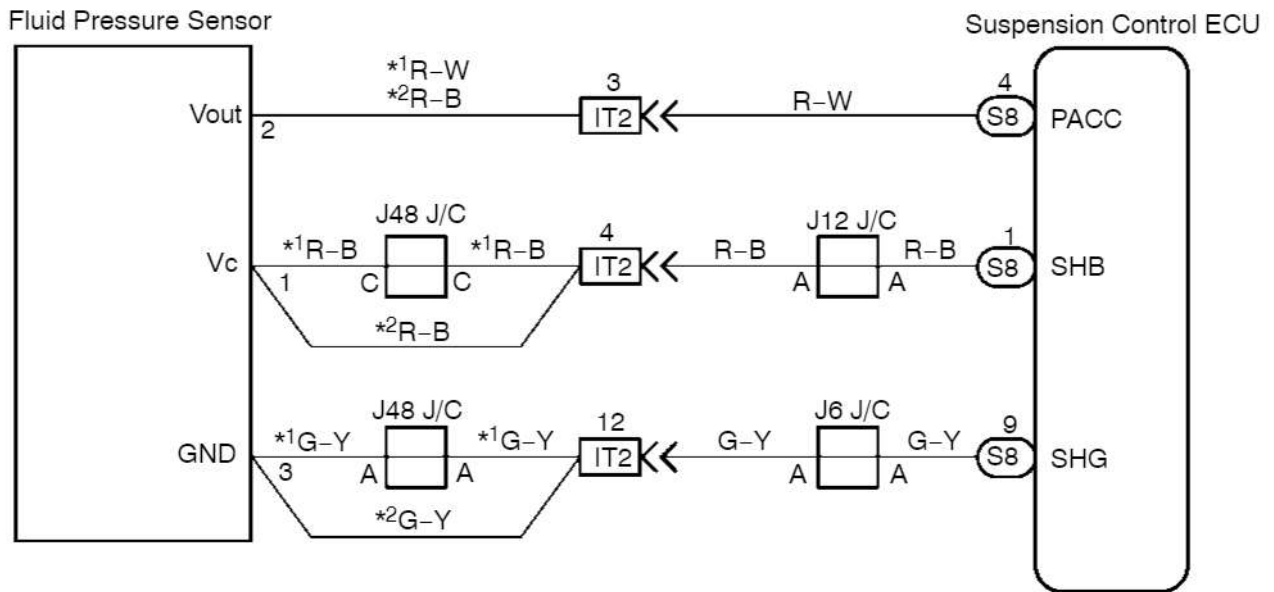 Fluid Pressure Sensor
Suspension Control ECU
*1R–W
*2R–B
3
4
Vout
2
IT2
R–W
S8
PACC
J48 J/C
4
J12 J/C
1
Vc
*1R–B
*1R–B
IT2
R–B
R–B
S8
SHB
1
C
C
A
A
*2R–B
J48 J/C
12
J6 J/C
9
GND
*1G–Y
*1G–Y
IT2
G–Y
G–Y
S8
SHG
3
A
A
A
A
*2G–Y